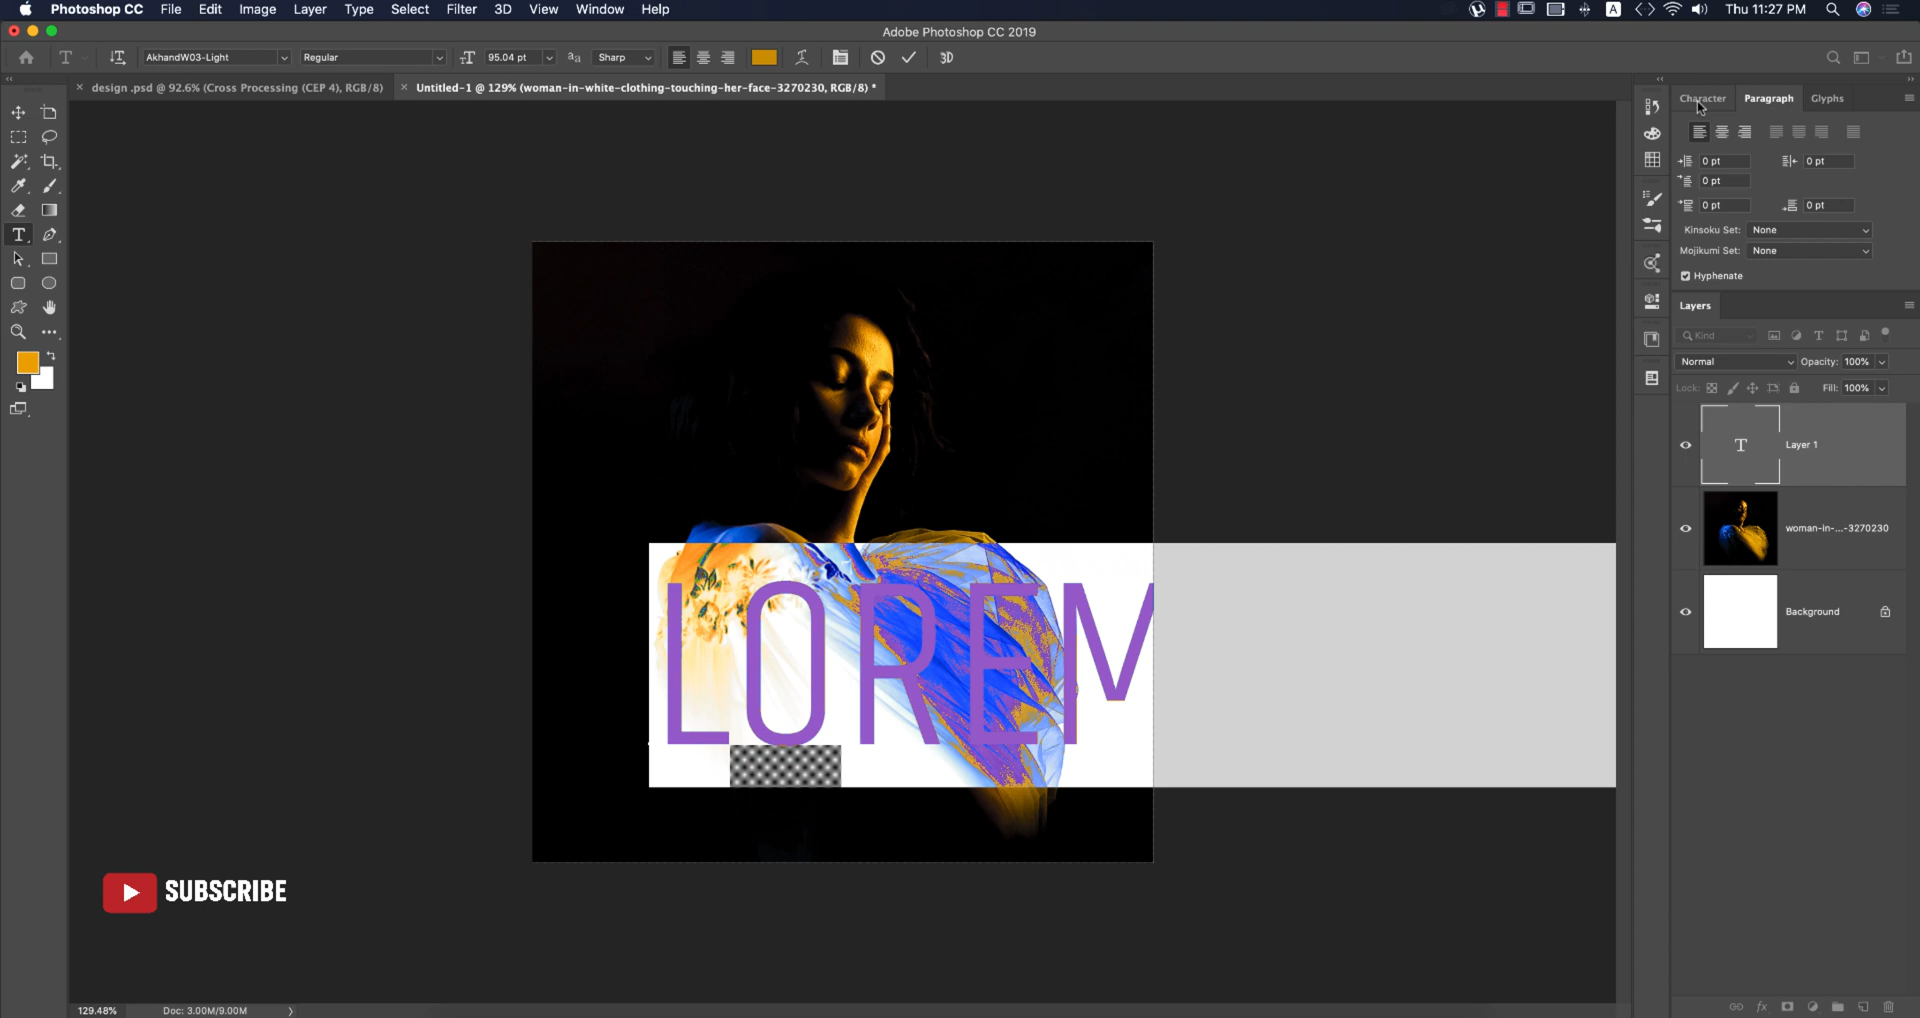 Photoshop CC File Edit Image Layer Type Select Filter 3D View Window Help A Thu 11:27 PM
Adobe Photoshop CC 2019
T AkhandW03-Light Regular 95.04 pt Sharp 3D
design .psd @ 92.6% (Cross Processing (CEP 4), RGB/8) Untitled-1 @ 129% (woman-in-white-clothing-touching-her-face-3270230, RGB/8) *
Character Paragraph Glyphs
0 pt 0 pt
0 pt
0 pt 0 pt
Kinsoku Set: None
Mojikumi Set: None
Hyphenate
Layers
Kind
Normal Opacity: 100%
Lock: Fill: 100%
T Layer 1
woman-in-...-3270230
Background
LOREM
SUBSCRIBE
129.48% Doc: 3.00M/9.00M
fx